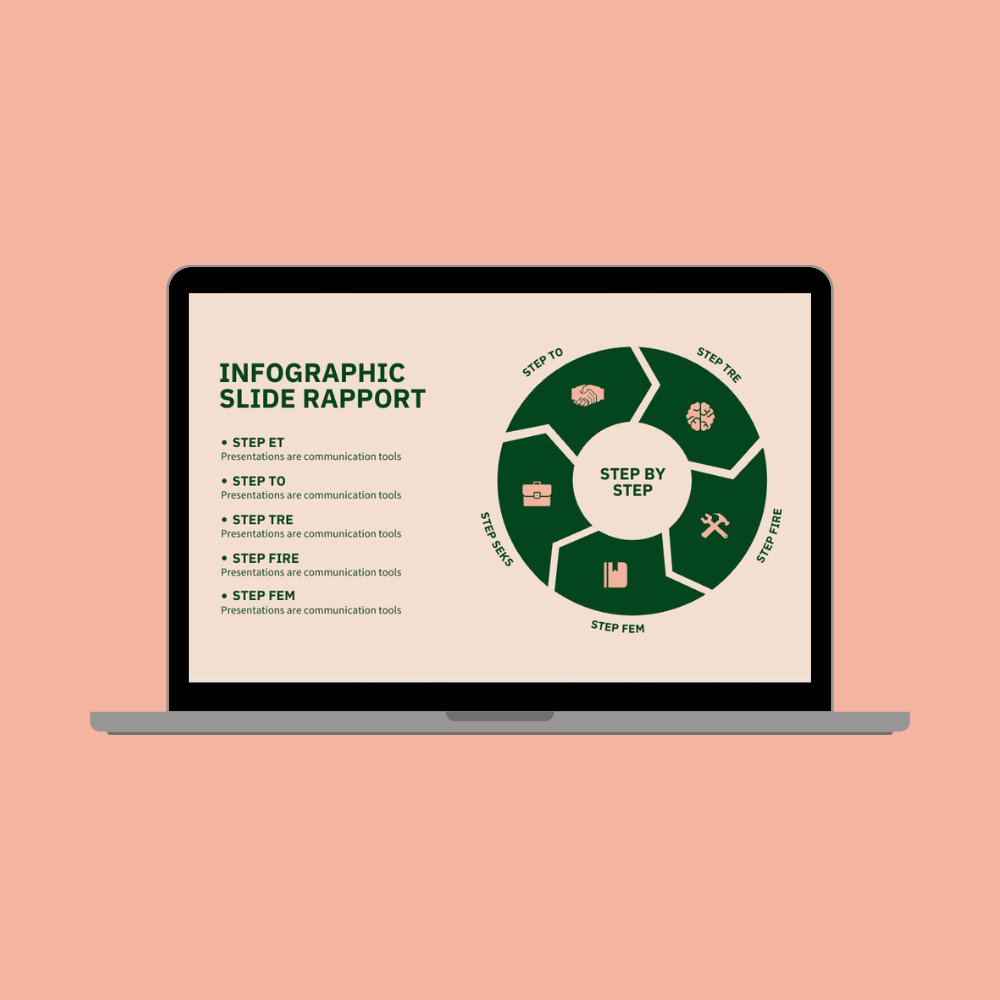 INFOGRAPHIC
SLIDE RAPPORT
• STEP ET
Presentations are communication tools
• STEP TO
Presentations are communication tools
• STEP TRE
Presentations are communication tools
• STEP FIRE
Presentations are communication tools
• STEP FEM
Presentations are communication tools
STEP TO
STEP TRE
STEP BY
STEP
STEP SEKS
STEP FIRE
STEP FEM